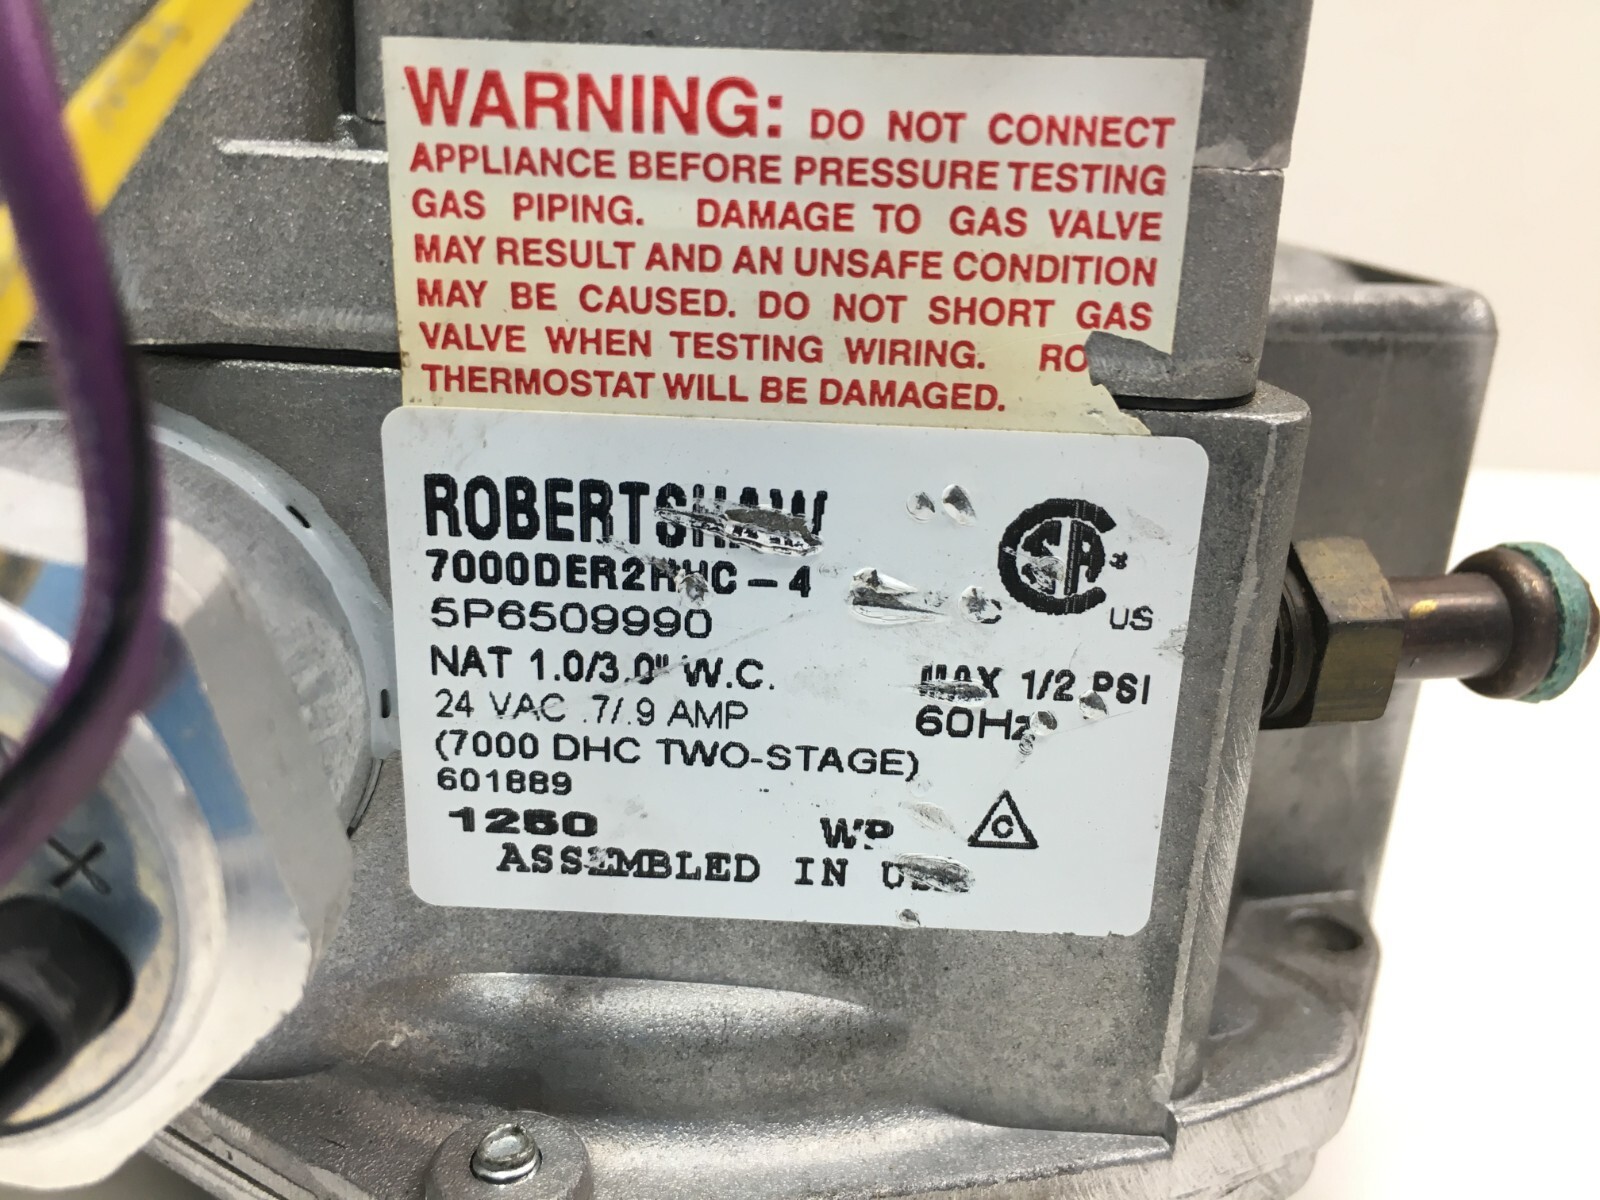 WARNING: DO NOT CONNECT
APPLIANCE BEFORE PRESSURE TESTING
GAS PIPING. DAMAGE TO GAS VALVE
MAY RESULT AND AN UNSAFE CONDITION
MAY BE CAUSED. DO NOT SHORT GAS
VALVE WHEN TESTING WIRING.
THERMOSTAT WILL BE DAMAGED.
ROBERTSHAW
7000DER2RHC-4
5P6509990
NAT 1.0/3.0" W.C. MAX 1/2 PSI
24 VAC .7/.9 AMP 60Hz
(7000 DHC TWO-STAGE)
601889
1250 WP C
ASSEMBLED IN
CSA US